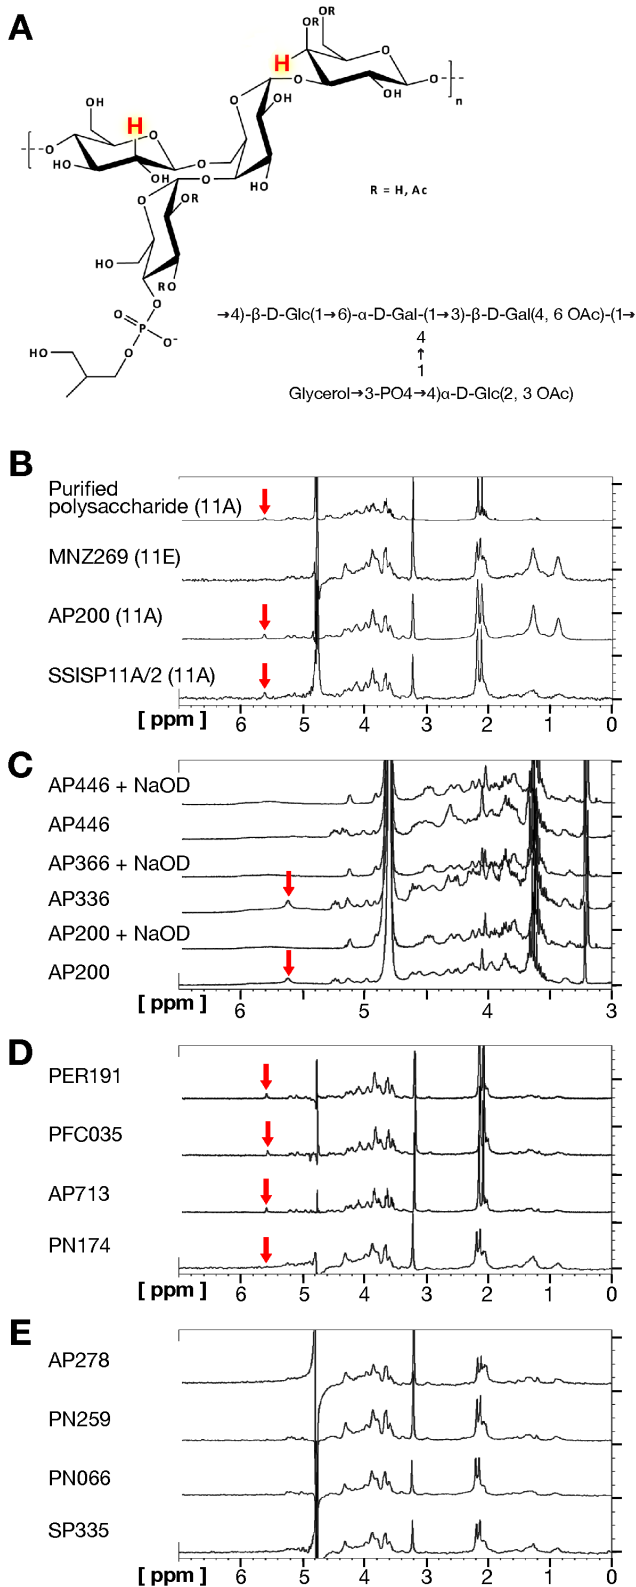 A
OR
OR
H
O
O
O
n
OH
OH
OH
H
O
O
O
HO
OH
O
O
HO
R = H, Ac
O
OR
HO
RO
O
O
P
O-
HO
O
→4)-β-D-Glc(1→6)-α-D-Gal-(1→3)-β-D-Gal(4, 6 OAc)-(1→
4
↑
1
Glycerol→3-PO4→4)α-D-Glc(2, 3 OAc)
B
Purified
polysaccharide (11A)
MNZ269 (11E)
AP200 (11A)
SSISP11A/2 (11A)
[ ppm ] 6 5 4 3 2 1 0
C
AP446 + NaOD
AP446
AP366 + NaOD
AP336
AP200 + NaOD
AP200
[ ppm ] 6 5 4 3
D
PER191
PFC035
AP713
PN174
[ ppm ] 6 5 4 3 2 1 0
E
AP278
PN259
PN066
SP335
[ ppm ] 6 5 4 3 2 1 0